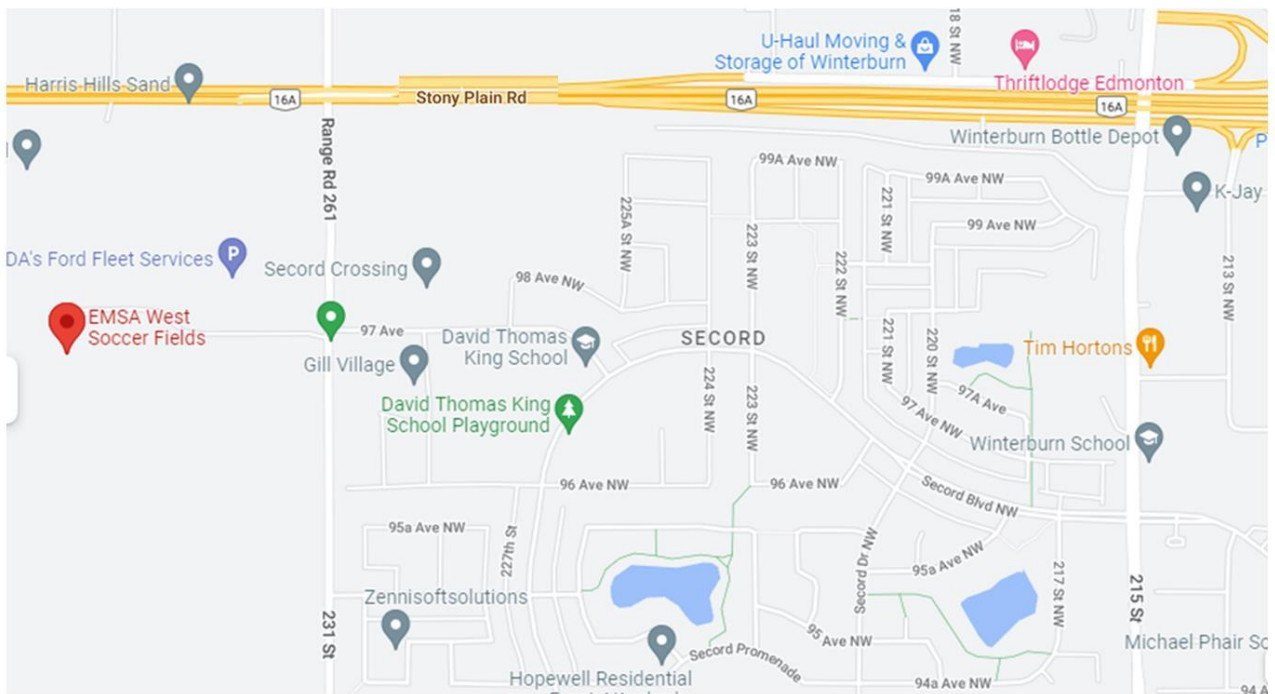 U-Haul Moving &
Storage of Winterburn
18 St NW
Thriftlodge Edmonton
Harris Hills Sand
16A
Stony Plain Rd
16A
16A
Range Rd 261
Winterburn Bottle Depot
P
K-Jay
99A Ave NW
99A Ave NW
225A St NW
221 St NW
99 Ave NW
223 St NW
222 St NW
213 St NW
DA's Ford Fleet Services
P
Secord Crossing
98 Ave NW
EMSA West
Soccer Fields
97 Ave
David Thomas
King School
SECORD
221 St NW
220 St NW
Tim Hortons
Gill Village
224 St NW
223 St NW
97A Ave
David Thomas King
School Playground
97 Ave NW
Winterburn School
96 Ave NW
96 Ave NW
Secord Blvd NW
95a Ave NW
227th St
Secord Dr NW
95a Ave NW
217 St NW
215 St
Zennisoftsolutions
231 St
95 Ave NW
Michael Phair Sc
Secord Promenade
Hopewell Residential
94a Ave NW
94 A